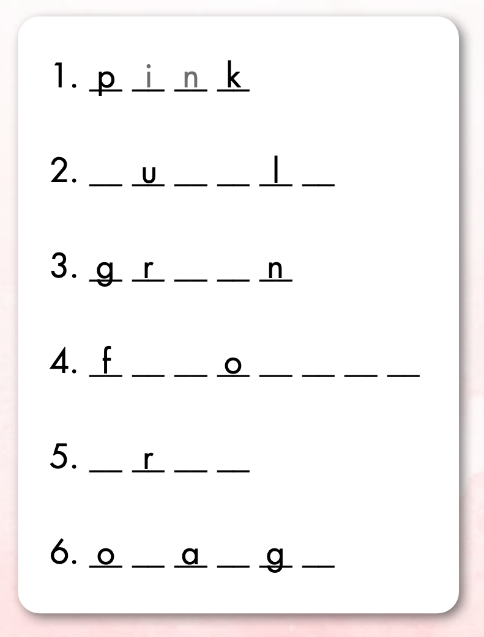 1. p i n k
2. _ u _ _ l _
3. g r _ _ n
4. f _ _ o _ _ _ _
5. _ r _ _
6. o _ a _ g _